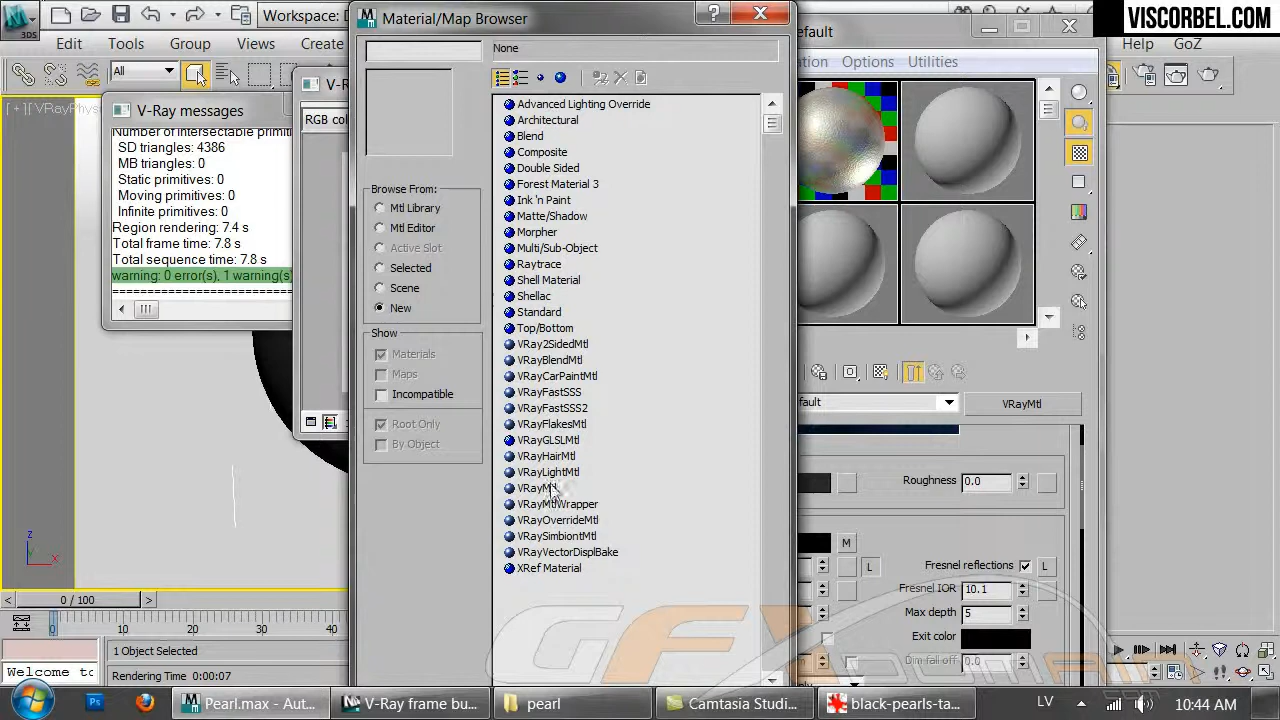 VISCORBEL.COM
3DS
Workspace: D
Material/Map Browser
?
Edit
Tools
Group
Views
Create
Help
GoZ
None
Options
Utilities
All
[+][VRayPhys
V-Ray messages
RGB col
Number of intersectable primiti
SD triangles: 4386
MB triangles: 0
Static primitives: 0
Moving primitives: 0
Infinite primitives: 0
Region rendering: 7.4 s
Total frame time: 7.8 s
Total sequence time: 7.8 s
warning: 0 error(s), 1 warning(s)
Browse From:
Mtl Library
Mtl Editor
Active Slot
Selected
Scene
New
Show
Materials
Maps
Incompatible
Root Only
By Object
Advanced Lighting Override
Architectural
Blend
Composite
Double Sided
Forest Material 3
Ink 'n Paint
Matte/Shadow
Morpher
Multi/Sub-Object
Raytrace
Shell Material
Shellac
Standard
Top/Bottom
VRay2SidedMtl
VRayBlendMtl
VRayCarPaintMtl
VRayFastSSS
VRayFastSSS2
VRayFlakesMtl
VRayGLSLMtl
VRayHairMtl
VRayLightMtl
VRayMtl
VRayMtlWrapper
VRayOverrideMtl
VRaySimbiontMtl
VRayVectorDisplBake
XRef Material
fault
VRayMtl
Roughness
0.0
M
L
Fresnel reflections
L
Fresnel IOR
10.1
Max depth
5
Exit color
Dim fall off
0.0
z
x
0 / 100
0
10
20
30
40
1 Object Selected
Welcome to
Rendering Time: 0:00:07
Pearl.max - Aut...
V-Ray frame bu...
pearl
Camtasia Studi...
black-pearls-ta...
LV
10:44 AM